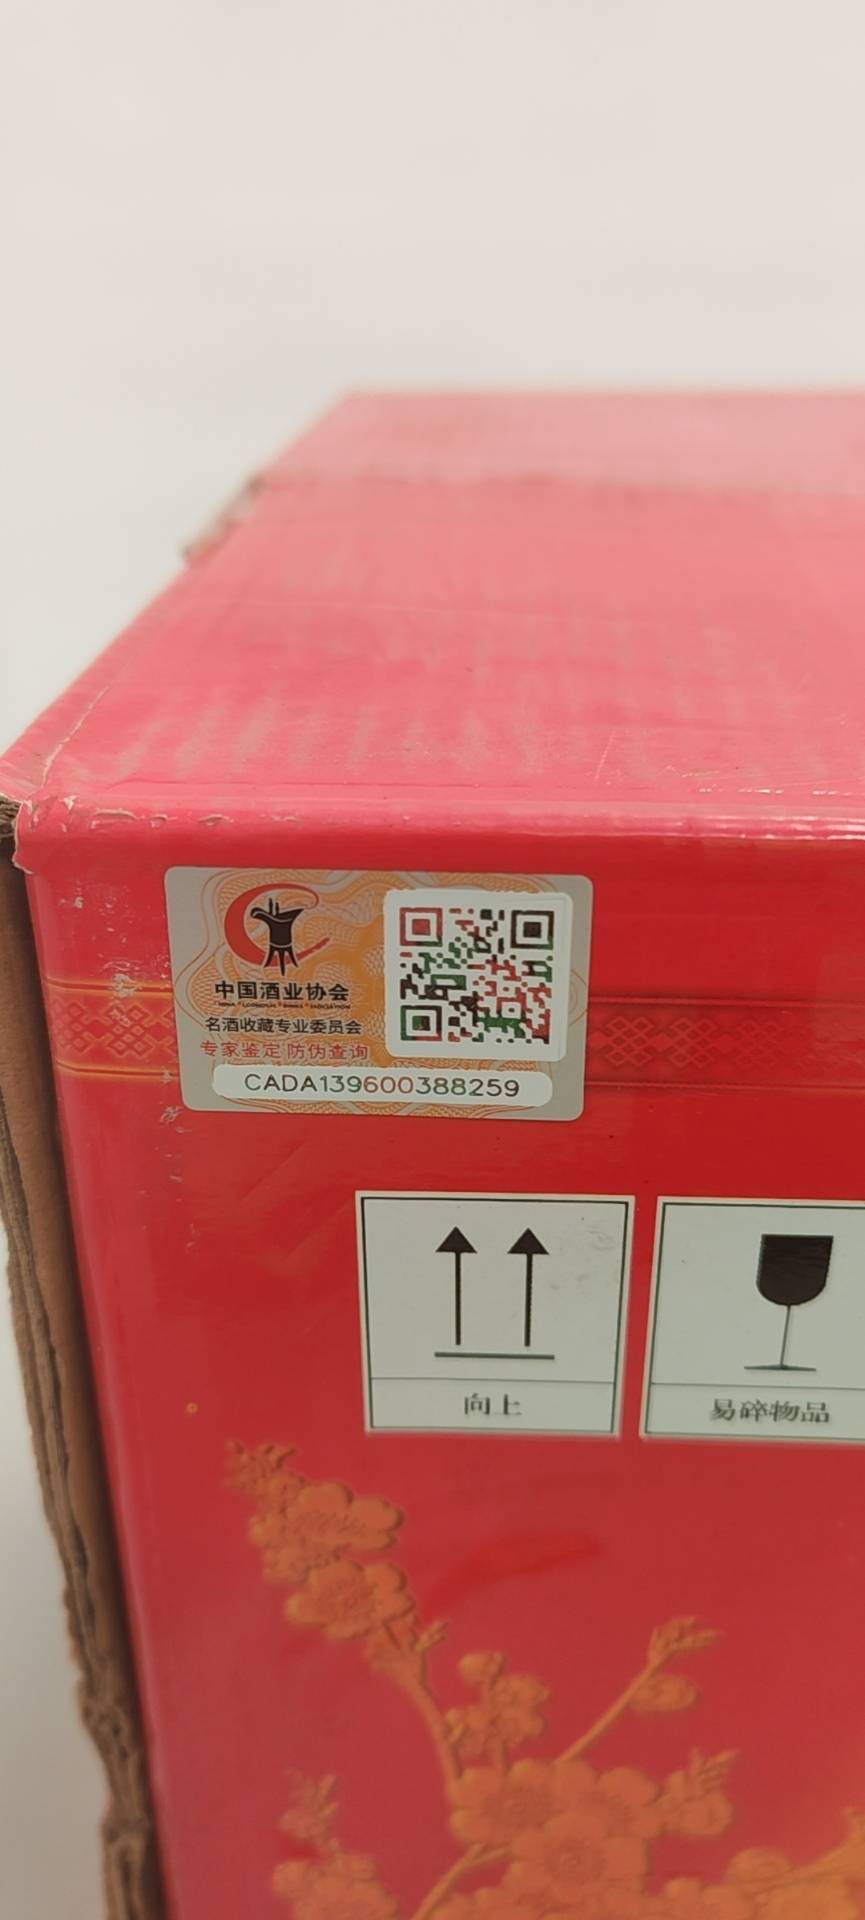 中国酒业协会
名酒收藏专业委员会
专家鉴定 防伪查询
CADA139600388259
向上
易碎物品